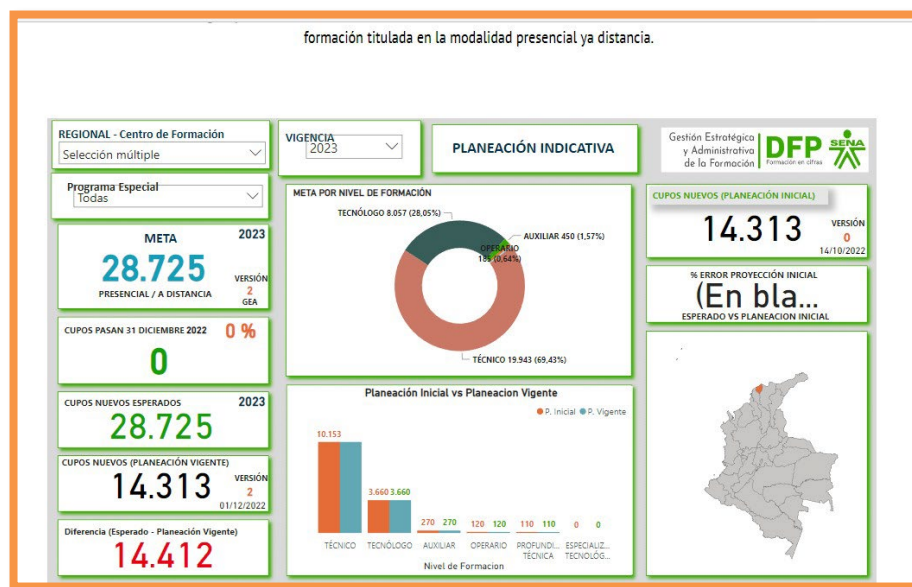 formación titulada en la modalidad presencial ya distancia.
REGIONAL - Centro de Formación
Selección múltiple
VIGENCIA
2023
PLANEACIÓN INDICATIVA
Gestión Estratégica
y Administrativa
de la Formación
DFP
Formación en cifras
SENA
Programa Especial
Todas
META
2023
28.725
PRESENCIAL / A DISTANCIA
VERSIÓN
2
GEA
CUPOS PASAN 31 DICIEMBRE 2022
0 %
0
CUPOS NUEVOS ESPERADOS
2023
28.725
CUPOS NUEVOS (PLANEACIÓN VIGENTE)
14.313
VERSIÓN
2
01/12/2022
Diferencia (Esperado - Planeación Vigente)
14.412
META POR NIVEL DE FORMACIÓN
TECNÓLOGO 8.057 (28,05%)
AUXILIAR 450 (1,57%)
OPERARIO
185 (0,64%)
TÉCNICO 19.943 (69,43%)
Planeación Inicial vs Planeacion Vigente
P. Inicial P. Vigente
10.153
3.660 3.660
270 270
120 120
110 110
0 0
TÉCNICO TECNÓLOGO AUXILIAR OPERARIO PROFUNDI... ESPECIALIZ...
TÉCNICA TECNOLÓG...
Nivel de Formacion
CUPOS NUEVOS (PLANEACIÓN INICIAL)
14.313
VERSIÓN
0
14/10/2022
% ERROR PROYECCIÓN INICIAL
(En bla...
ESPERADO VS PLANEACION INICIAL